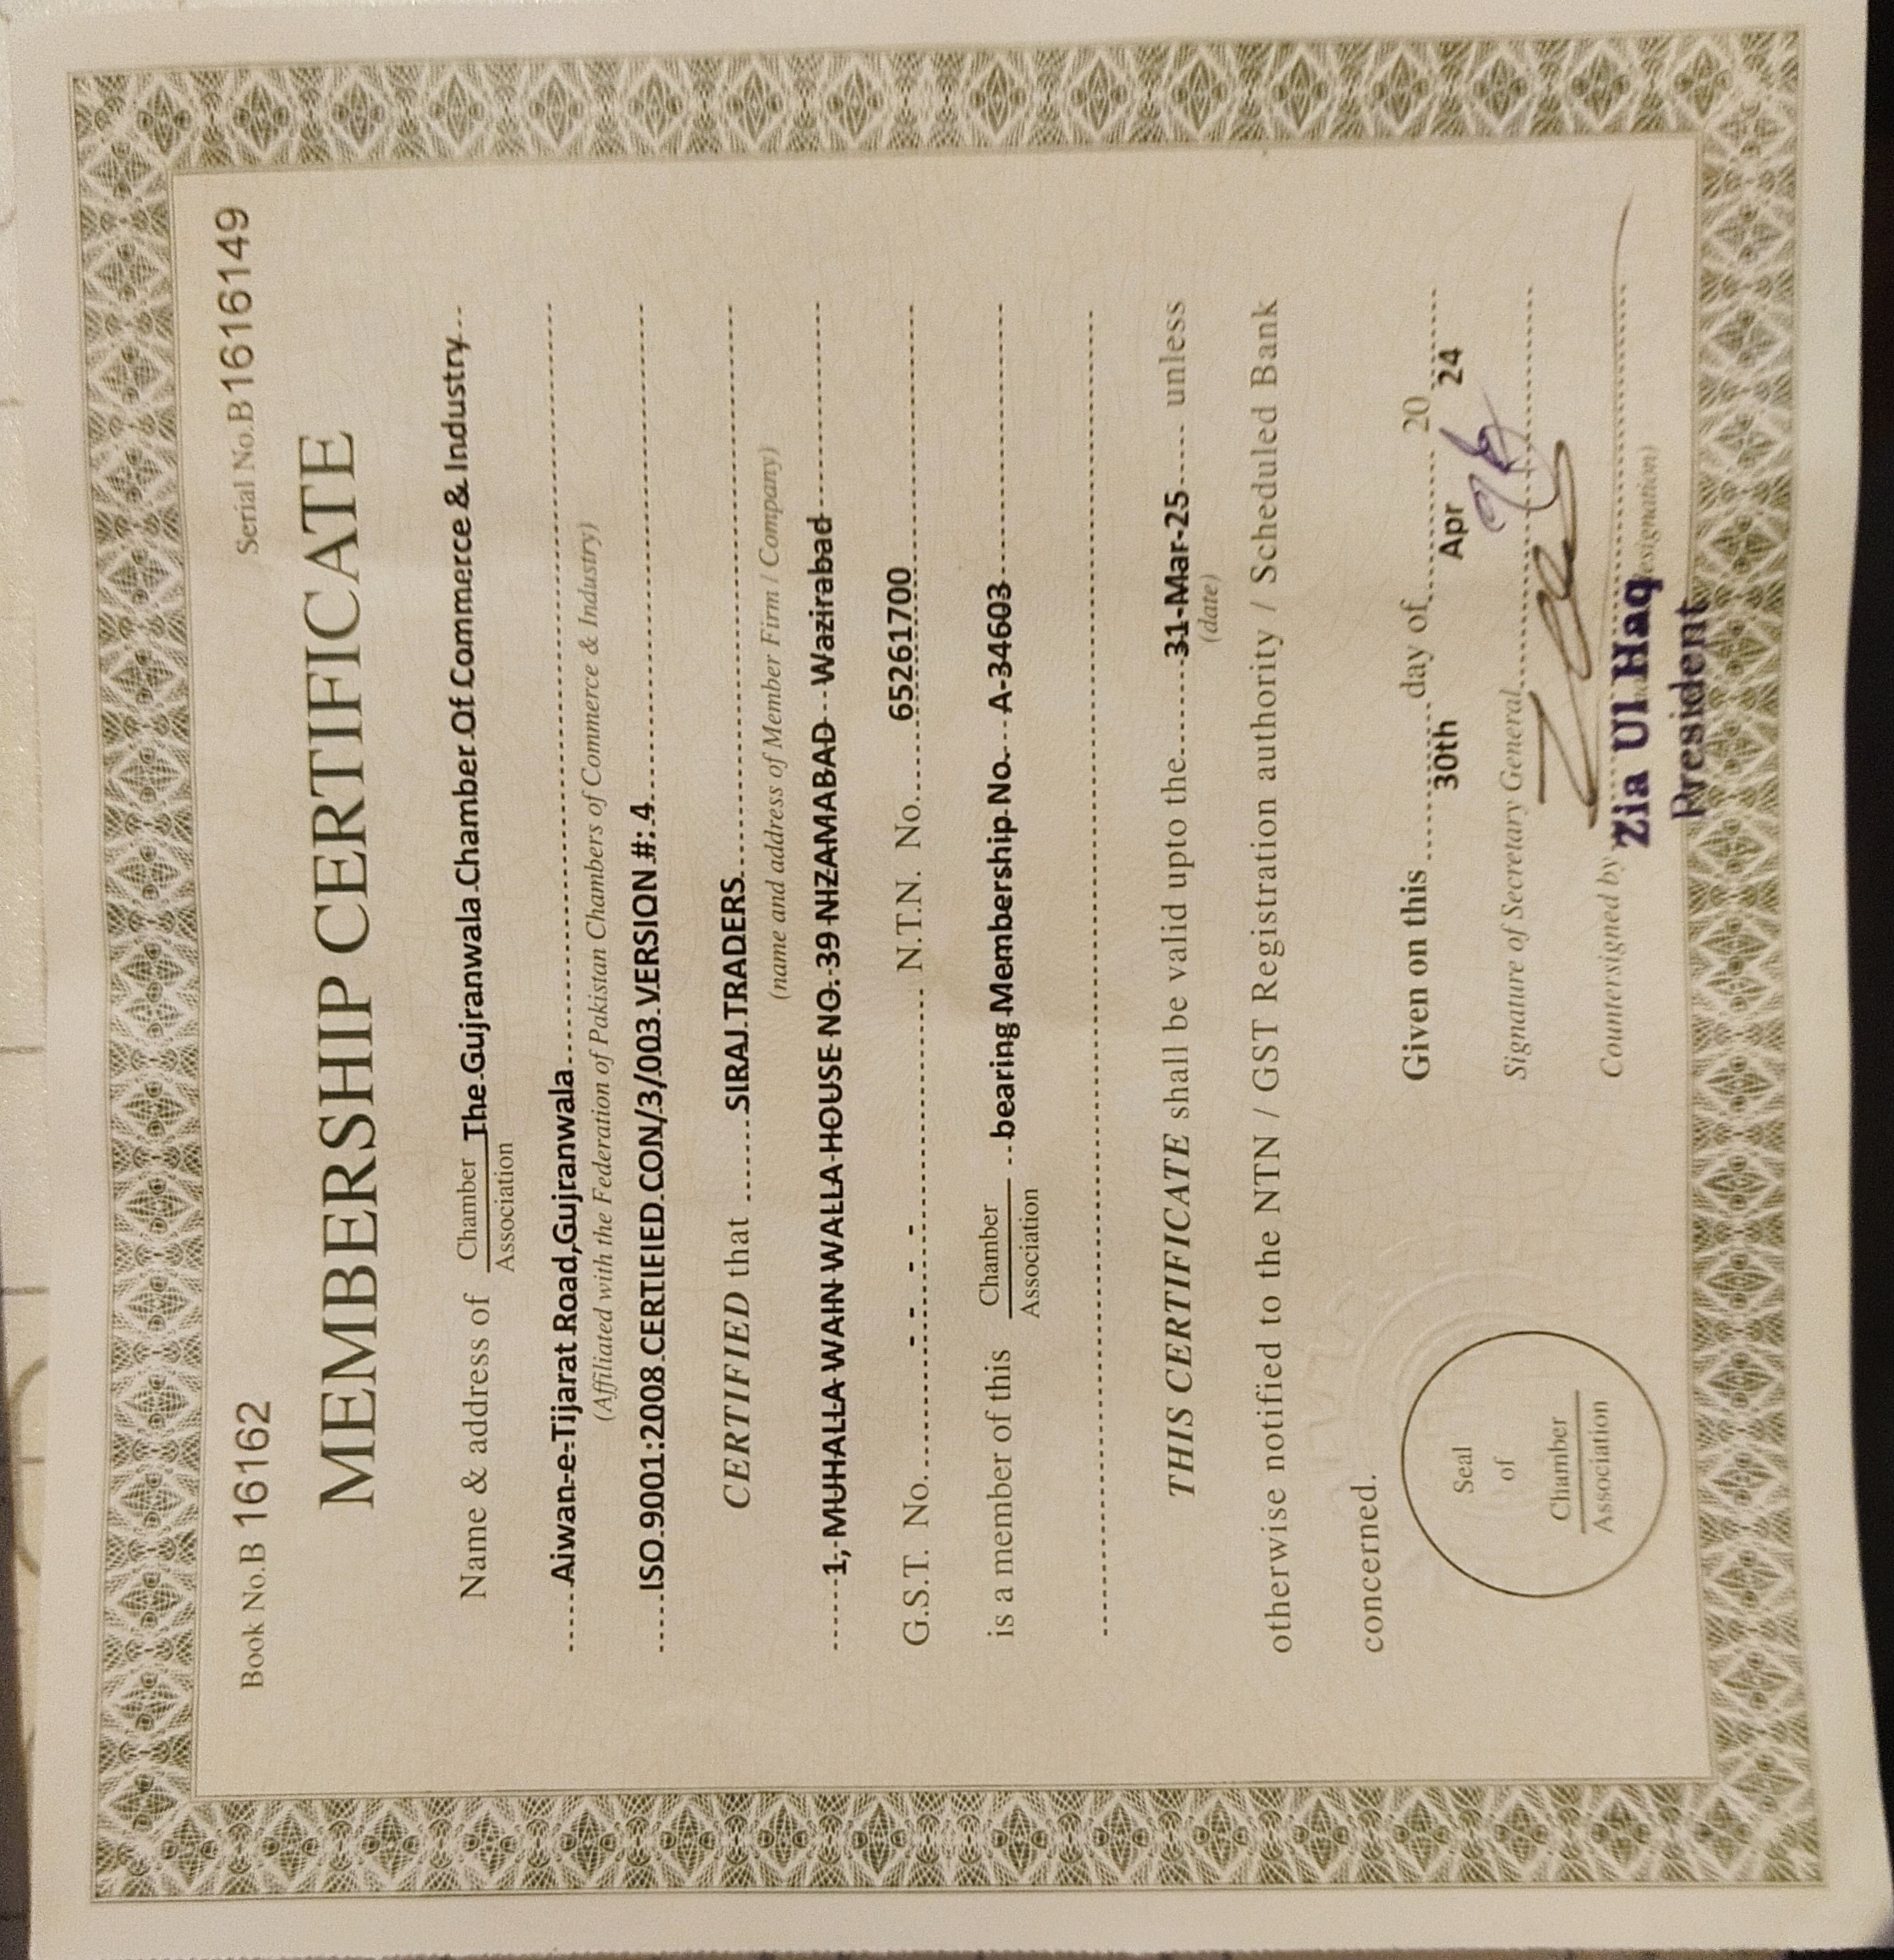 Book No.B 16162 Serial No.B 1616149
MEMBERSHIP CERTIFICATE
Name & address of Chamber The Gujranwala Chamber Of Commerce & Industry
Association
Aiwan-e-Tijarat Road,Gujranwala
(Affiliated with the Federation of Pakistan Chambers of Commerce & Industry)
ISO 9001:2008 CERTIFIED CON/3/003 VERSION #: 4
CERTIFIED that SIRAJ TRADERS
(name and address of Member Firm / Company)
1, MUHALLA WAIN WALLA HOUSE NO. 39 NIZAMABAD Wazirabad
G.S.T. No. - - - - N.T.N. No. 65261700
is a member of this Chamber bearing Membership No. A-34603
Association
THIS CERTIFICATE shall be valid upto the 31-Mar-25 unless
(date)
otherwise notified to the NTN / GST Registration authority / Scheduled Bank
concerned.
Given on this 30th day of Apr 20 24
Signature of Secretary General
Countersigned by
Zia Ul Haq
President
Seal
of
Chamber
Association